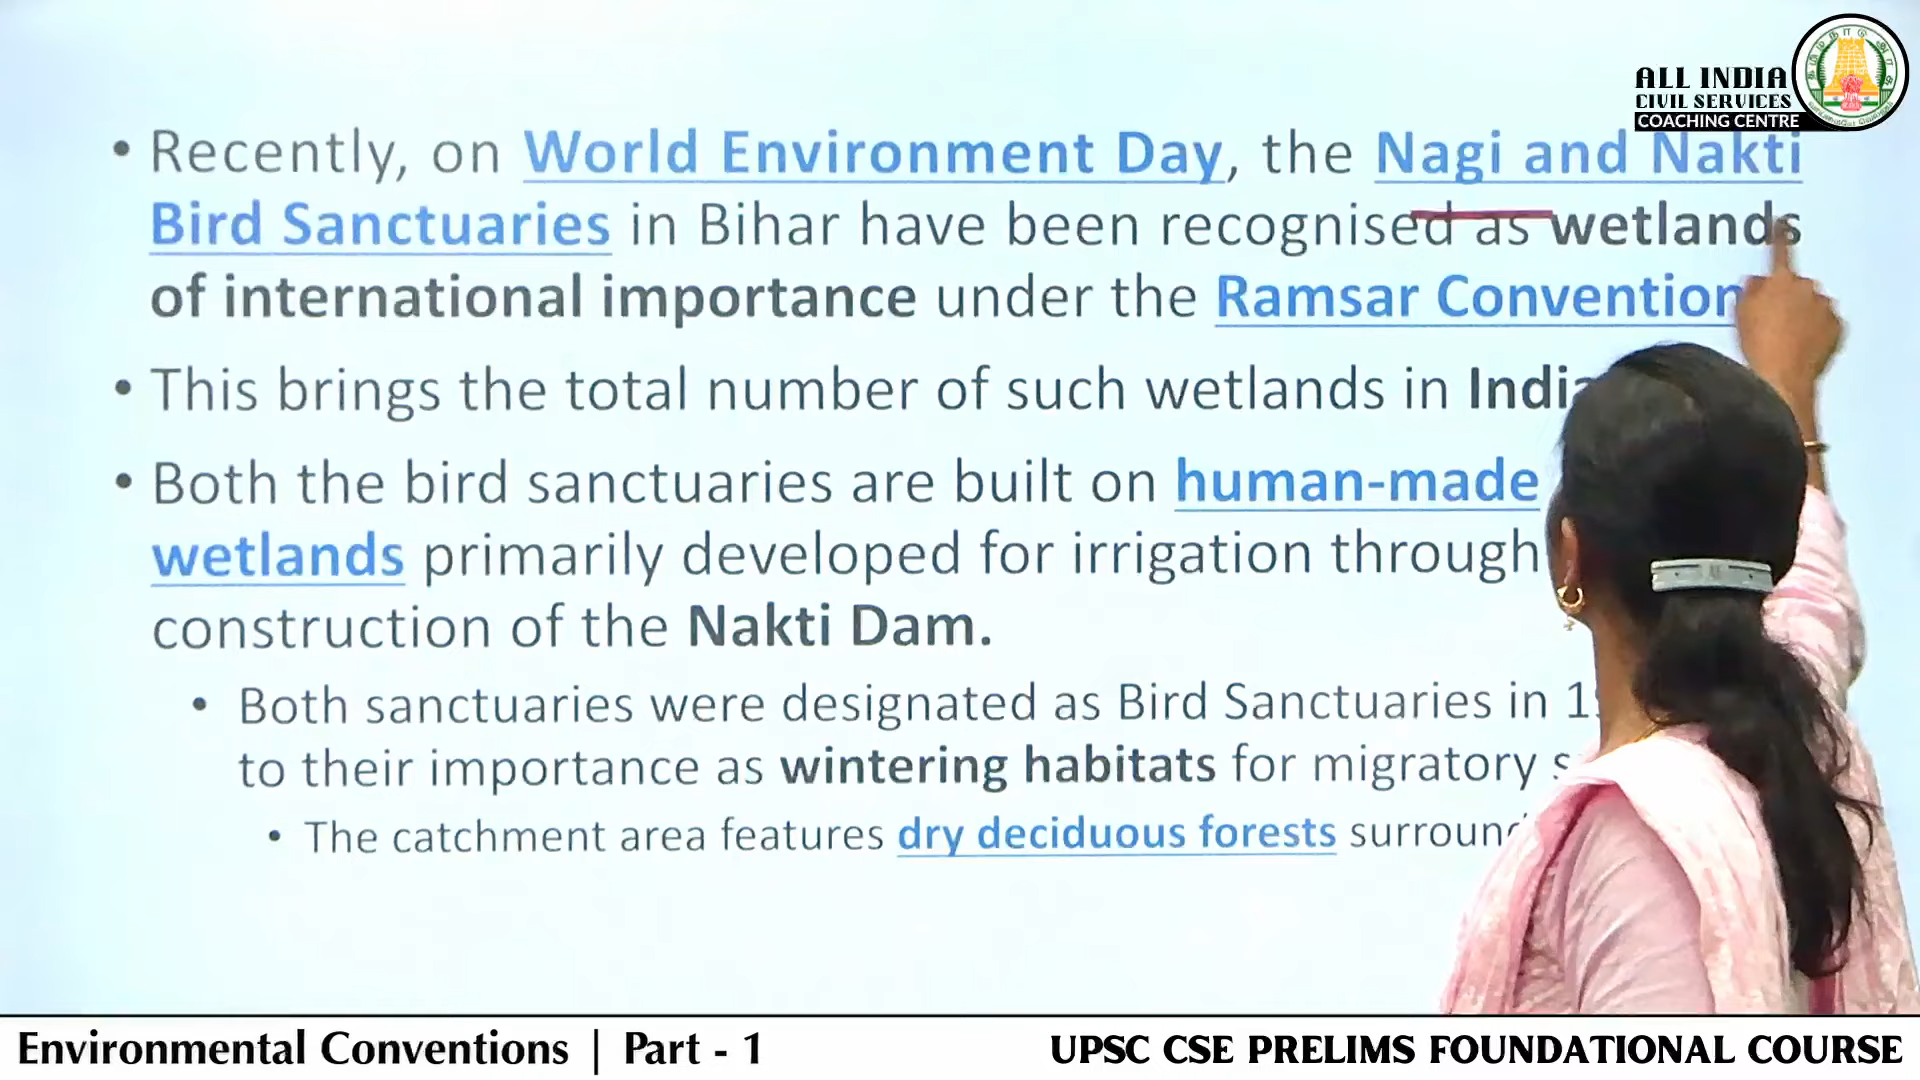 ALL INDIA
CIVIL SERVICES
COACHING CENTRE
• Recently, on World Environment Day, the Nagi and Nakti
Bird Sanctuaries in Bihar have been recognised as wetlands
of international importance under the Ramsar Convention
• This brings the total number of such wetlands in India
• Both the bird sanctuaries are built on human-made
wetlands primarily developed for irrigation through
construction of the Nakti Dam.
• Both sanctuaries were designated as Bird Sanctuaries in
to their importance as wintering habitats for migratory
• The catchment area features dry deciduous forests
Environmental Conventions | Part - 1
UPSC CSE PRELIMS FOUNDATIONAL COURSE